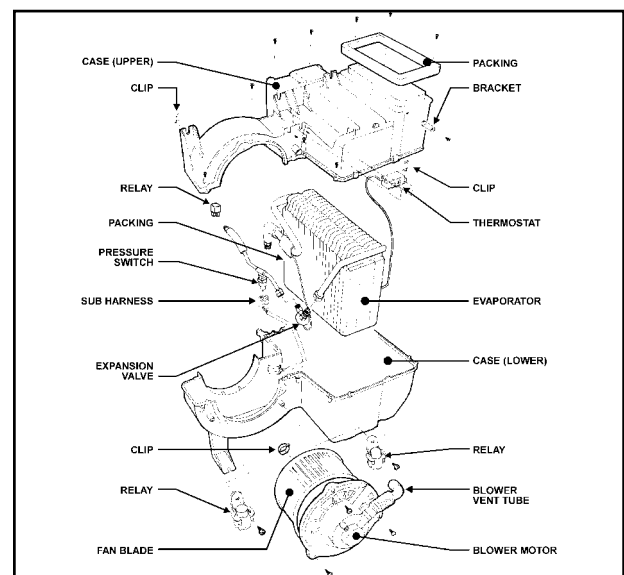 CASE (UPPER)
CLIP
RELAY
PACKING
PRESSURE
SWITCH
SUB HARNESS
EXPANSION
VALVE
CLIP
RELAY
FAN BLADE
PACKING
BRACKET
CLIP
THERMOSTAT
EVAPORATOR
CASE (LOWER)
RELAY
BLOWER
VENT TUBE
BLOWER MOTOR